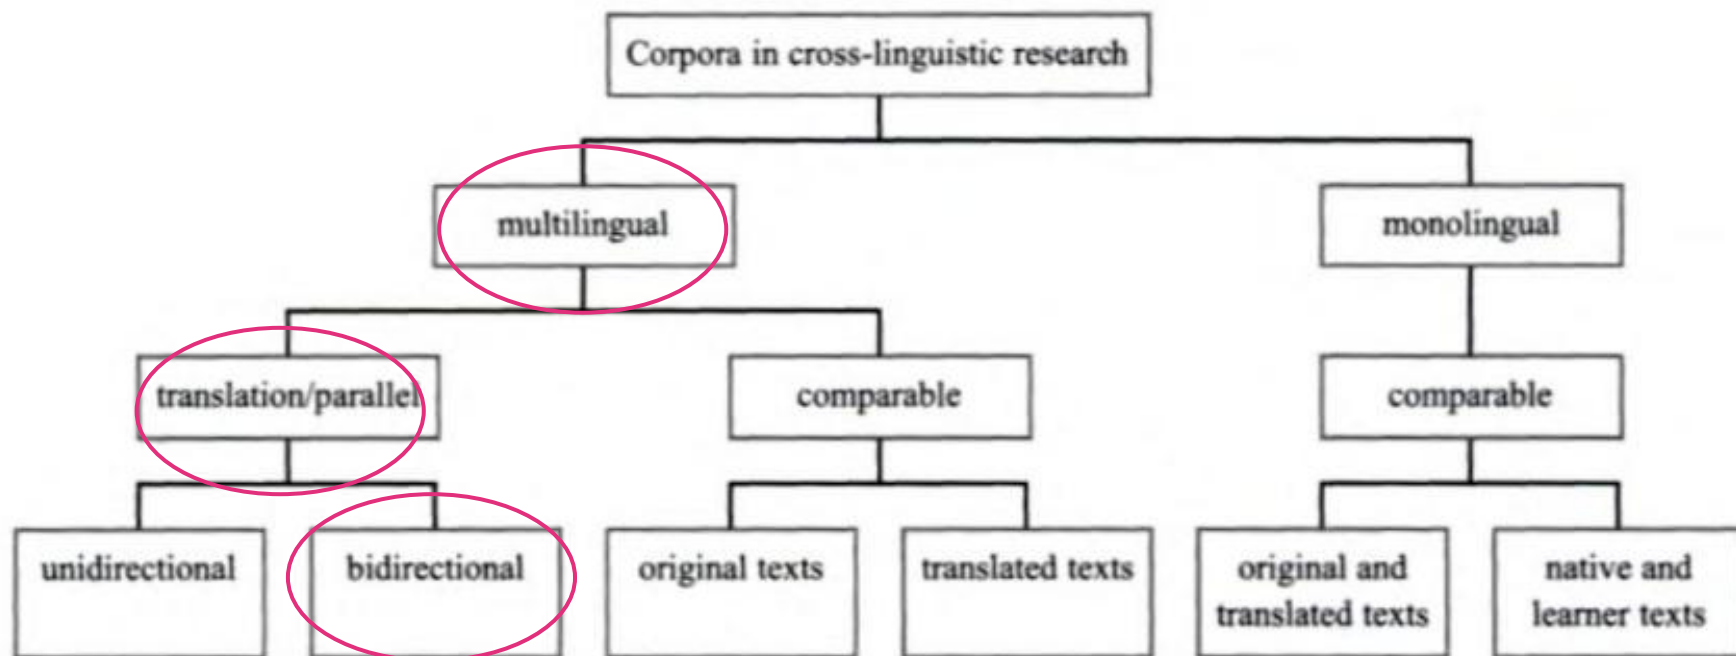 Corpora in cross-linguistic research
multilingual
monolingual
translation/parallel
comparable
comparable
unidirectional
bidirectional
original texts
translated texts
original and
translated texts
native and
learner texts